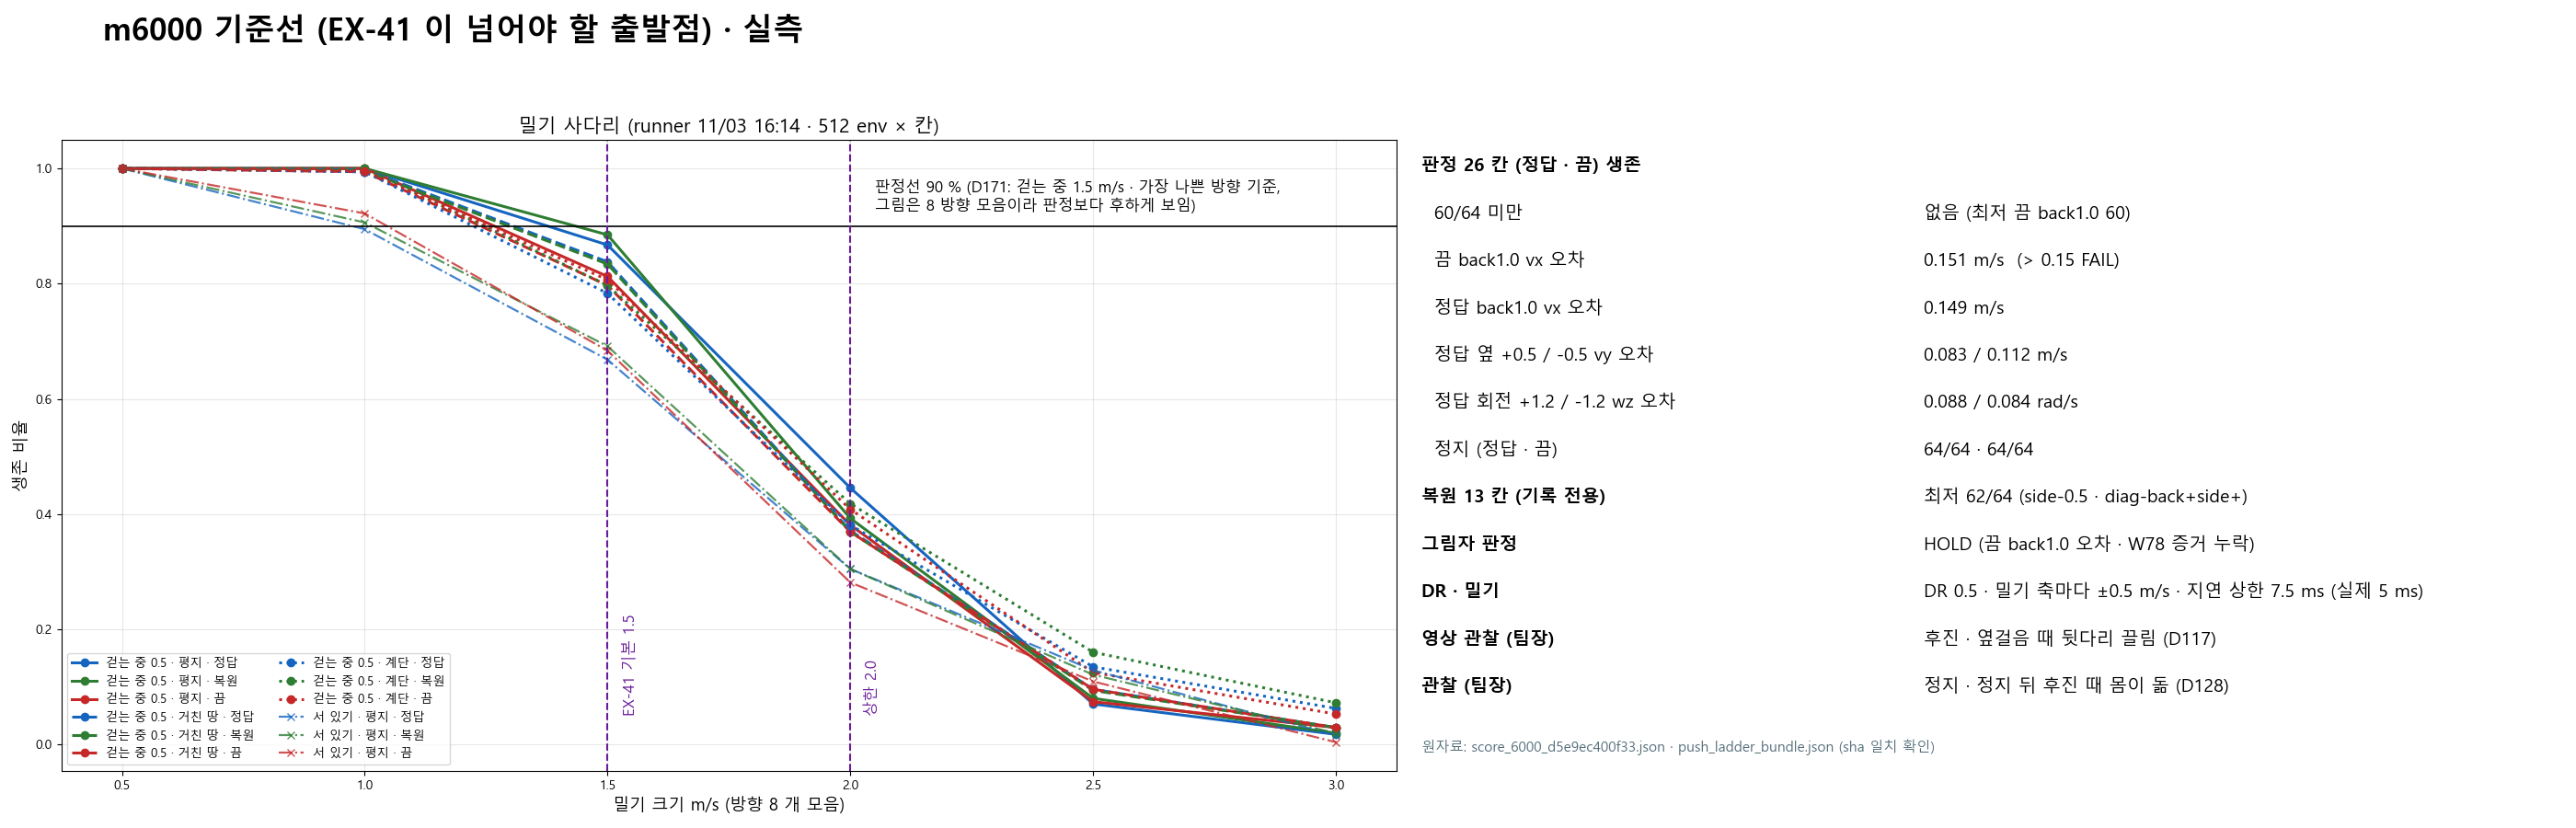 m6000 기준선 (EX-41 이 넘어야 할 출발점) · 실측
밀기 사다리 (runner 11/03 16:14 · 512 env × 칸)
판정선 90 % (D171: 걷는 중 1.5 m/s · 가장 나쁜 방향 기준,
그림은 8 방향 모음이라 판정보다 후하게 보임)
생존 비율
1.0
0.8
0.6
0.4
0.2
0.0
EX-41 기본 1.5
상한 2.0
걷는 중 0.5 · 평지 · 정답
걷는 중 0.5 · 평지 · 복원
걷는 중 0.5 · 평지 · 끔
걷는 중 0.5 · 거친 땅 · 정답
걷는 중 0.5 · 거친 땅 · 복원
걷는 중 0.5 · 거친 땅 · 끔
걷는 중 0.5 · 계단 · 정답
걷는 중 0.5 · 계단 · 복원
걷는 중 0.5 · 계단 · 끔
서 있기 · 평지 · 정답
서 있기 · 평지 · 복원
서 있기 · 평지 · 끔
0.5 1.0 1.5 2.0 2.5 3.0
밀기 크기 m/s (방향 8 개 모음)
판정 26 칸 (정답 · 끔) 생존
60/64 미만 없음 (최저 끔 back1.0 60)
끔 back1.0 vx 오차 0.151 m/s (> 0.15 FAIL)
정답 back1.0 vx 오차 0.149 m/s
정답 옆 +0.5 / -0.5 vy 오차 0.083 / 0.112 m/s
정답 회전 +1.2 / -1.2 wz 오차 0.088 / 0.084 rad/s
정지 (정답 · 끔) 64/64 · 64/64
복원 13 칸 (기록 전용) 최저 62/64 (side-0.5 · diag-back+side+)
그림자 판정 HOLD (끔 back1.0 오차 · W78 증거 누락)
DR · 밀기 DR 0.5 · 밀기 축마다 ±0.5 m/s · 지연 상한 7.5 ms (실제 5 ms)
영상 관찰 (팀장) 후진 · 옆걸음 때 뒷다리 끌림 (D117)
관찰 (팀장) 정지 · 정지 뒤 후진 때 몸이 돎 (D128)
원자료: score_6000_d5e9ec400f33.json · push_ladder_bundle.json (sha 일치 확인)